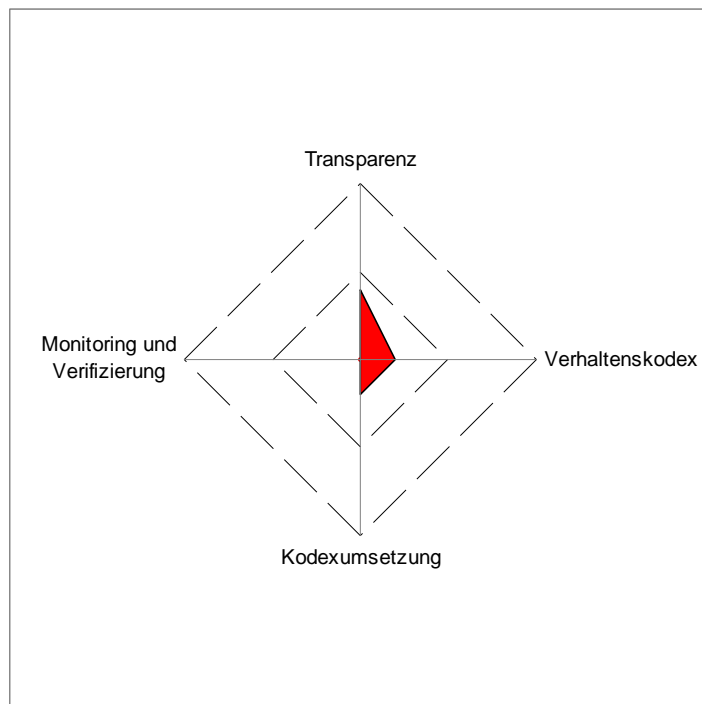 Transparenz
Monitoring und
Verifizierung
Verhaltenskodex
Kodexumsetzung